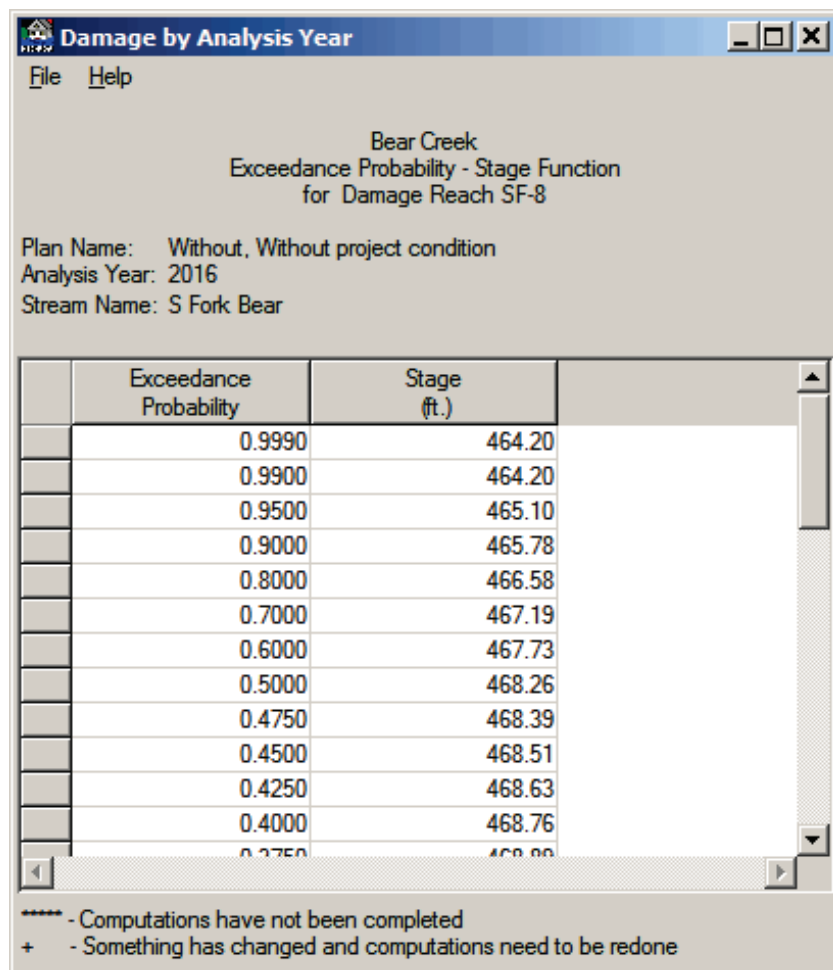 Damage by Analysis Year
File Help
Bear Creek
Exceedance Probability - Stage Function
for Damage Reach SF-8
Plan Name: Without, Without project condition
Analysis Year: 2016
Stream Name: S Fork Bear
Exceedance Probability Stage (ft.)
0.9990 464.20
0.9900 464.20
0.9500 465.10
0.9000 465.78
0.8000 466.58
0.7000 467.19
0.6000 467.73
0.5000 468.26
0.4750 468.39
0.4500 468.51
0.4250 468.63
0.4000 468.76
***** - Computations have not been completed
+ - Something has changed and computations need to be redone